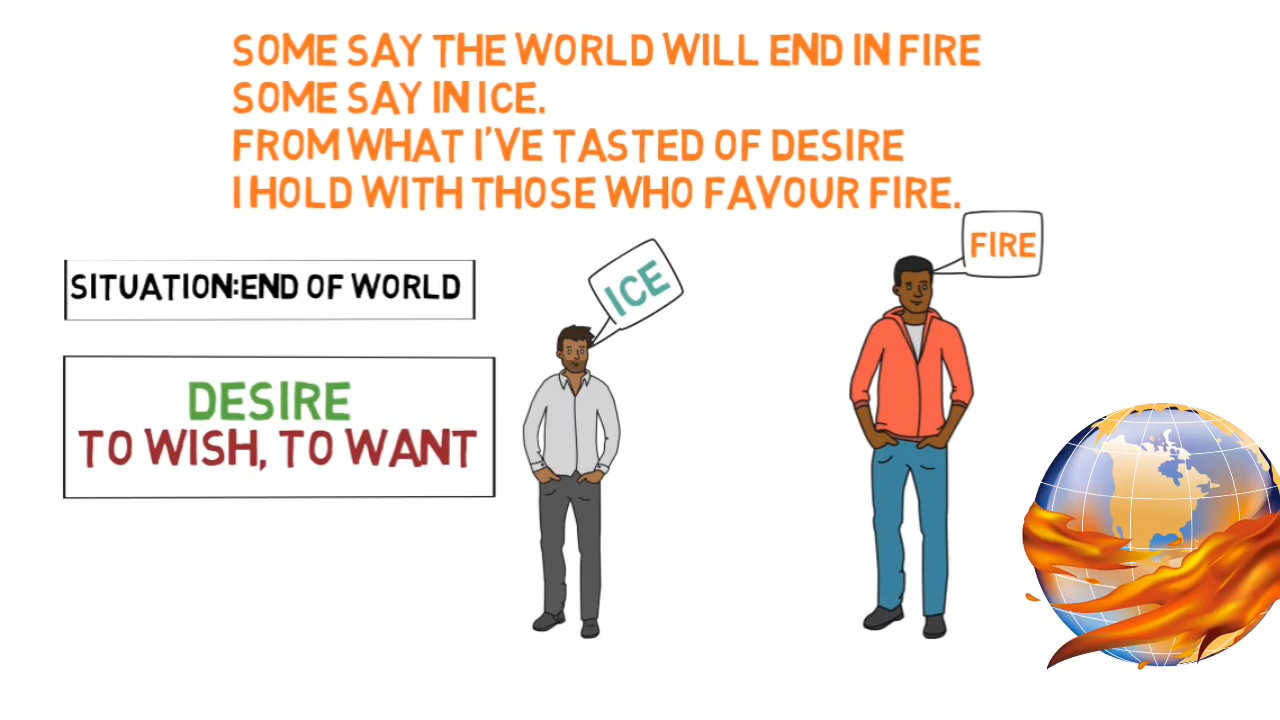 SOME SAY THE WORLD WILL END IN FIRE
SOME SAY IN ICE.
FROM WHAT I'VE TASTED OF DESIRE
I HOLD WITH THOSE WHO FAVOUR FIRE.
FIRE
ICE
SITUATION:END OF WORLD
DESIRE
TO WISH, TO WANT